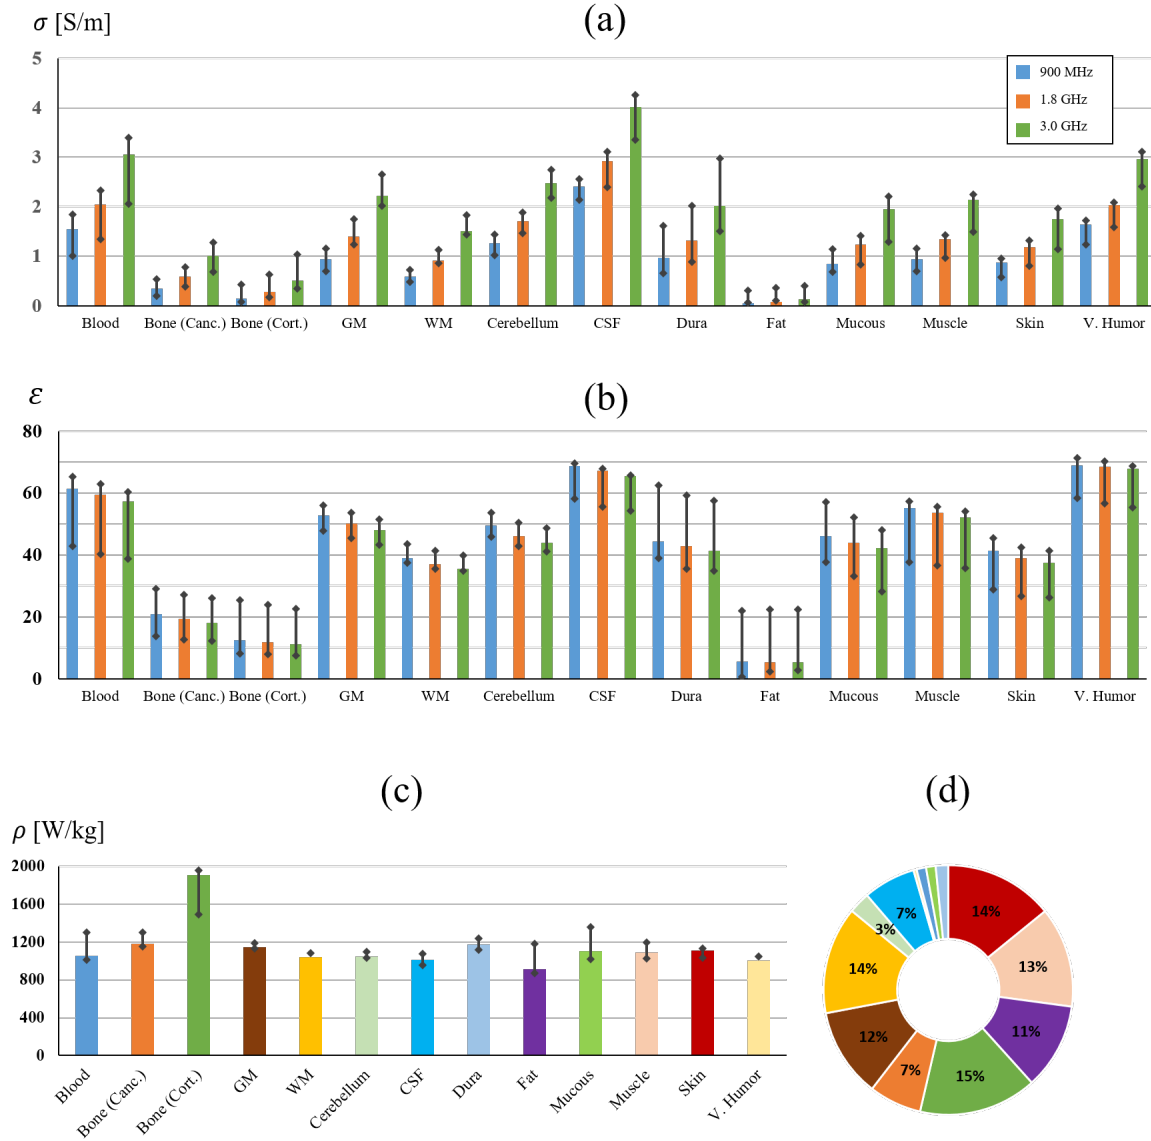 (a)
σ [S/m]
5
4
3
2
1
0
900 MHz
1.8 GHz
3.0 GHz
Blood Bone (Canc.) Bone (Cort.) GM WM Cerebellum CSF Dura Fat Mucous Muscle Skin V. Humor
(b)
ε
80
60
40
20
0
Blood Bone (Canc.) Bone (Cort.) GM WM Cerebellum CSF Dura Fat Mucous Muscle Skin V. Humor
(c)
ρ [W/kg]
2000
1600
1200
800
400
0
Blood Bone (Canc.) Bone (Cort.) GM WM Cerebellum CSF Dura Fat Mucous Muscle Skin V. Humor
(d)
14%
13%
11%
15%
7%
12%
14%
3%
7%